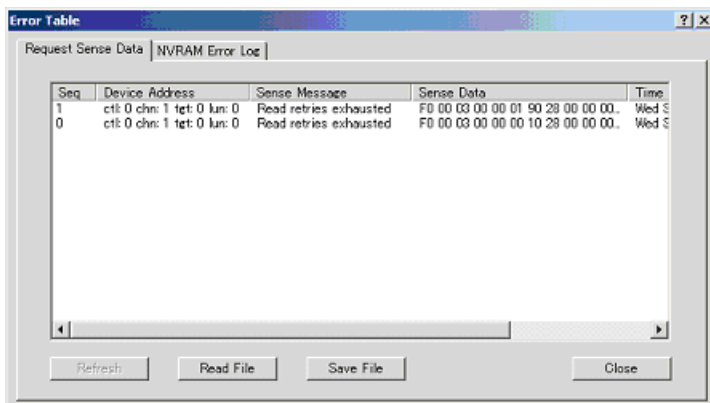 Error Table
Request Sense Data NVRAM Error Log
Seq Device Address Sense Message Sense Data Time
1 ctl: 0 chn: 1 tgt: 0 lun: 0 Read retries exhausted F0 00 03 00 00 01 90 28 00 00 00... Wed S
0 ctl: 0 chn: 1 tgt: 0 lun: 0 Read retries exhausted F0 00 03 00 00 00 10 28 00 00 00... Wed S
Refresh Read File Save File Close